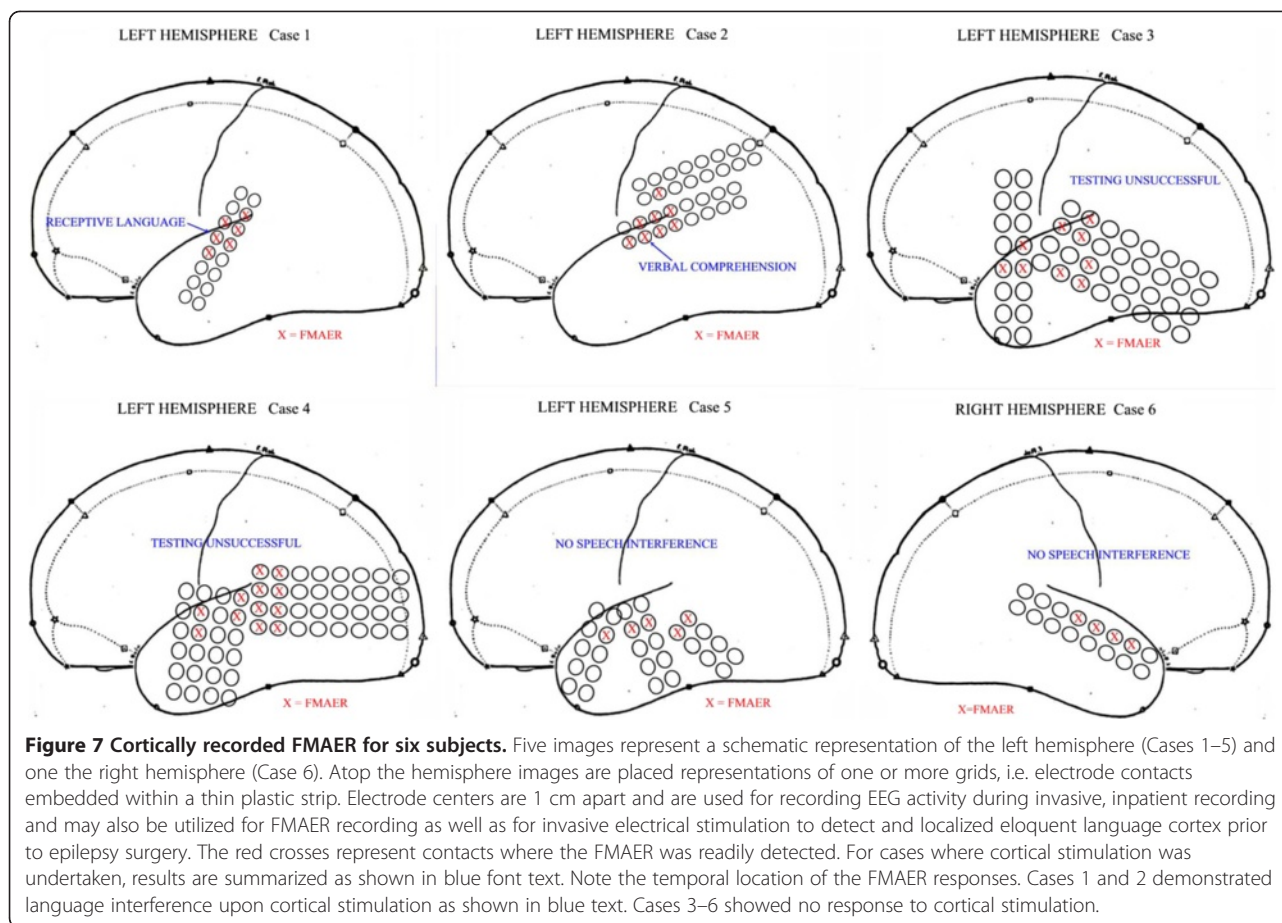 LEFT HEMISPHERE Case 1
LEFT HEMISPHERE Case 2
LEFT HEMISPHERE Case 3
RECEPTIVE LANGUAGE
X X
X X
X X
X = FMAER
X
X X X
X X X X
VERBAL COMPREHENSION
X = FMAER
TESTING UNSUCCESSFUL
X
X X X
X X X X
X X
X = FMAER
LEFT HEMISPHERE Case 4
LEFT HEMISPHERE Case 5
RIGHT HEMISPHERE Case 6
TESTING UNSUCCESSFUL
X X
X X X
X X X X
X X X
X = FMAER
NO SPEECH INTERFERENCE
X
X X X X
X = FMAER
NO SPEECH INTERFERENCE
X X X X
X=FMAER
Figure 7 Cortically recorded FMAER for six subjects. Five images represent a schematic representation of the left hemisphere (Cases 1–5) and
one the right hemisphere (Case 6). Atop the hemisphere images are placed representations of one or more grids, i.e. electrode contacts
embedded within a thin plastic strip. Electrode centers are 1 cm apart and are used for recording EEG activity during invasive, inpatient recording
and may also be utilized for FMAER recording as well as for invasive electrical stimulation to detect and localized eloquent language cortex prior
to epilepsy surgery. The red crosses represent contacts where the FMAER was readily detected. For cases where cortical stimulation was
undertaken, results are summarized as shown in blue font text. Note the temporal location of the FMAER responses. Cases 1 and 2 demonstrated
language interference upon cortical stimulation as shown in blue text. Cases 3–6 showed no response to cortical stimulation.